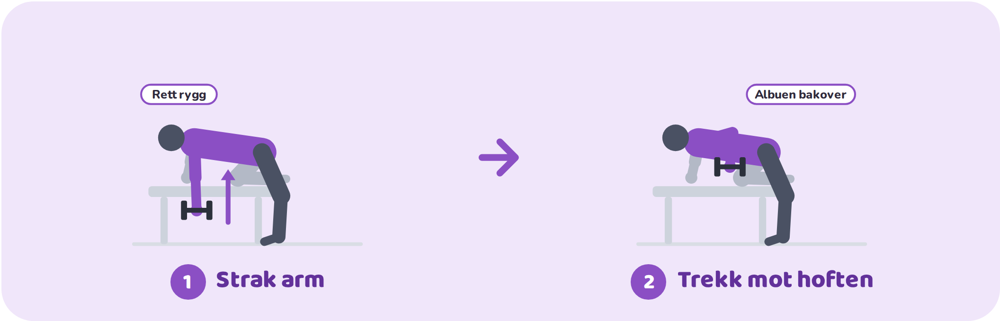 Rett rygg
Albuen bakover
1 Strak arm
2 Trekk mot hoften